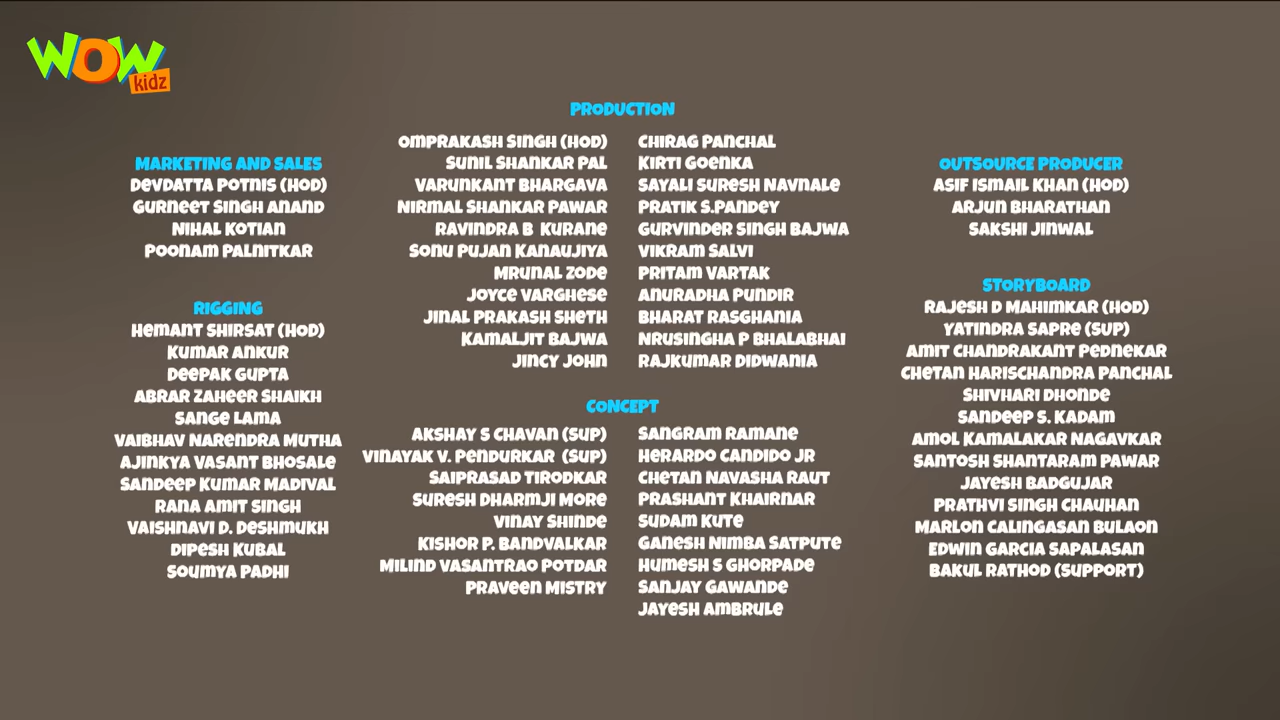 WOW
kidz
MARKETING AND SALES
DEVDATTA POTNIS (HOD)
GURNEET SINGH ANAND
NIHAL KOTIAN
POONAM PALNITKAR
RIGGING
HEMANT SHIRSAT (HOD)
KUMAR ANKUR
DEEPAK GUPTA
ABRAR ZAHEER SHAIKH
SANGE LAMA
VAIBHAV NARENDRA MUTHA
AJINKYA VASANT BHOSALE
SANDEEP KUMAR MADIVAL
RANA AMIT SINGH
VAISHNAVI D. DESHMUKH
DIPESH KUBAL
SOUMYA PADHI
PRODUCTION
OMPRAKASH SINGH (HOD)
SUNIL SHANKAR PAL
VARUNKANT BHARGAVA
NIRMAL SHANKAR PAWAR
RAVINDRA B KURANE
SONU PUJAN KANAUJIYA
MRUNAL ZODE
JOYCE VARGHESE
JINAL PRAKASH SHETH
KAMALJIT BAJWA
JINCY JOHN
CHIRAG PANCHAL
KIRTI GOENKA
SAYALI SURESH NAVNALE
PRATIK S.PANDEY
GURVINDER SINGH BAJWA
VIKRAM SALVI
PRITAM VARTAK
ANURADHA PUNDIR
BHARAT RASGHANIA
NRUSINGHA P BHALABHAI
RAJKUMAR DIDWANIA
CONCEPT
AKSHAY S CHAVAN (SUP)
VINAYAK V. PENDURKAR (SUP)
SAIPRASAD TIRODKAR
SURESH DHARMJI MORE
VINAY SHINDE
KISHOR P. BANDVALKAR
MILIND VASANTRAO POTDAR
PRAVEEN MISTRY
SANGRAM RAMANE
HERARDO CANDIDO JR
CHETAN NAVASHA RAUT
PRASHANT KHAIRNAR
SUDAM KUTE
GANESH NIMBA SATPUTE
HUMESH S GHORPADE
SANJAY GAWANDE
JAYESH AMBRULE
OUTSOURCE PRODUCER
ASIF ISMAIL KHAN (HOD)
ARJUN BHARATHAN
SAKSHI JINWAL
STORYBOARD
RAJESH D MAHIMKAR (HOD)
YATINDRA SAPRE (SUP)
AMIT CHANDRAKANT PEDNEKAR
CHETAN HARISCHANDRA PANCHAL
SHIVHARI DHONDE
SANDEEP S. KADAM
AMOL KAMALAKAR NAGAVKAR
SANTOSH SHANTARAM PAWAR
JAYESH BADGUJAR
PRATHVI SINGH CHAUHAN
MARLON CALINGASAN BULAON
EDWIN GARCIA SAPALASAN
BAKUL RATHOD (SUPPORT)